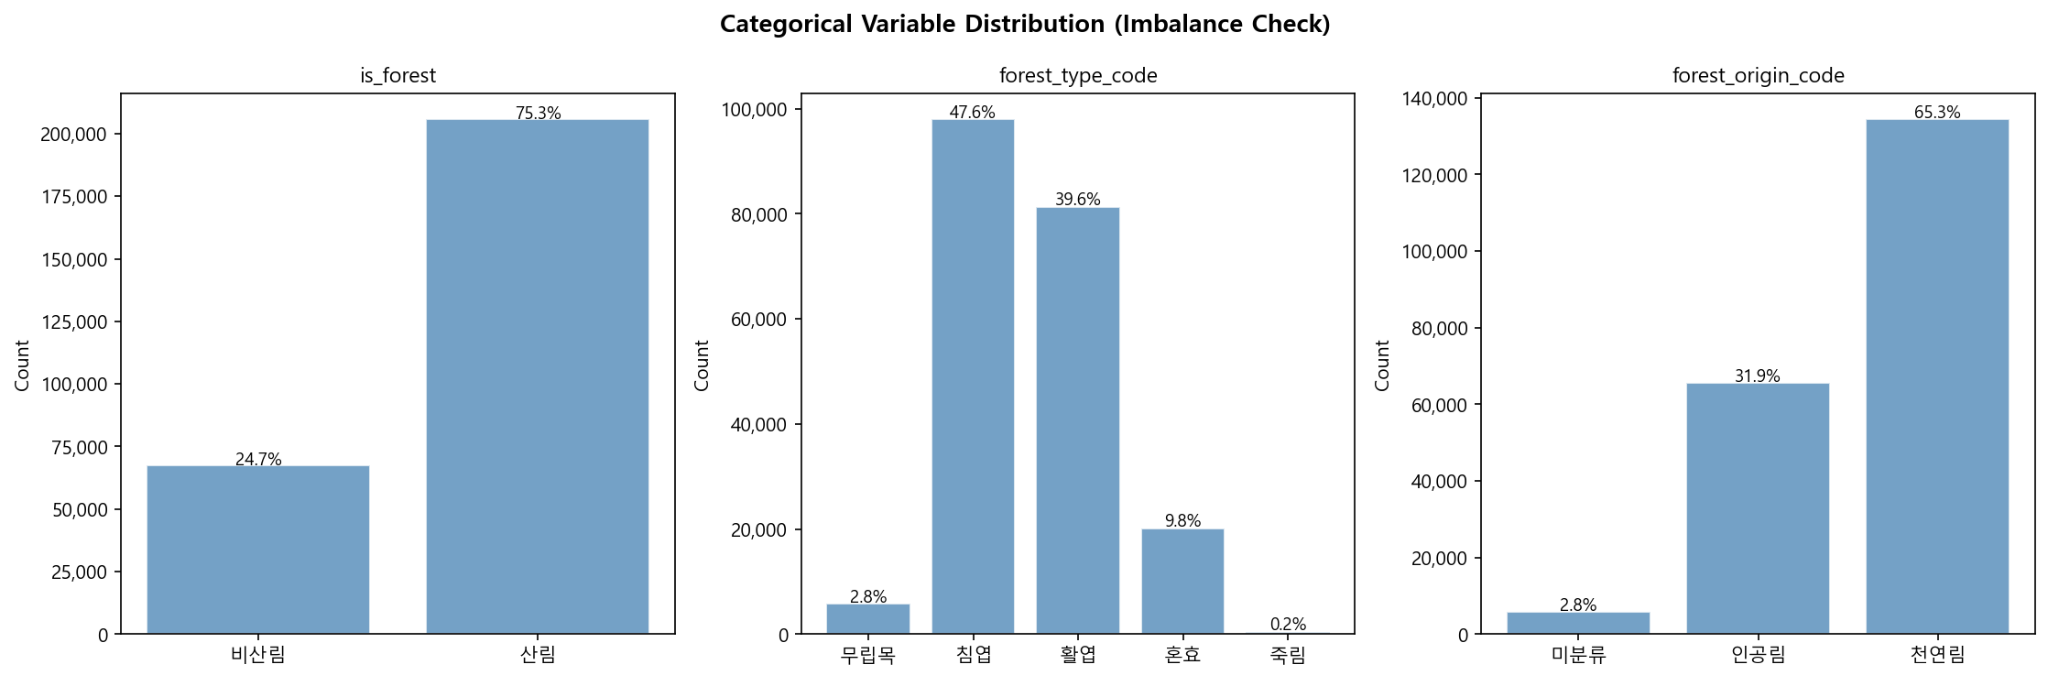 Categorical Variable Distribution (Imbalance Check)
is_forest
Count
200,000
175,000
150,000
125,000
100,000
75,000
50,000
25,000
0
24.7%
75.3%
비산림
산림
forest_type_code
Count
100,000
80,000
60,000
40,000
20,000
0
2.8%
47.6%
39.6%
9.8%
0.2%
무립목
침엽
활엽
혼효
죽림
forest_origin_code
Count
140,000
120,000
100,000
80,000
60,000
40,000
20,000
0
2.8%
31.9%
65.3%
미분류
인공림
천연림